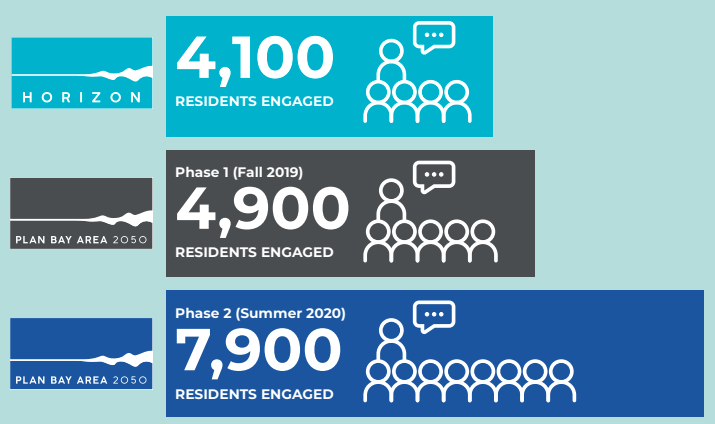 HORIZON
4,100
RESIDENTS ENGAGED
PLAN BAY AREA 2050
Phase 1 (Fall 2019)
4,900
RESIDENTS ENGAGED
PLAN BAY AREA 2050
Phase 2 (Summer 2020)
7,900
RESIDENTS ENGAGED